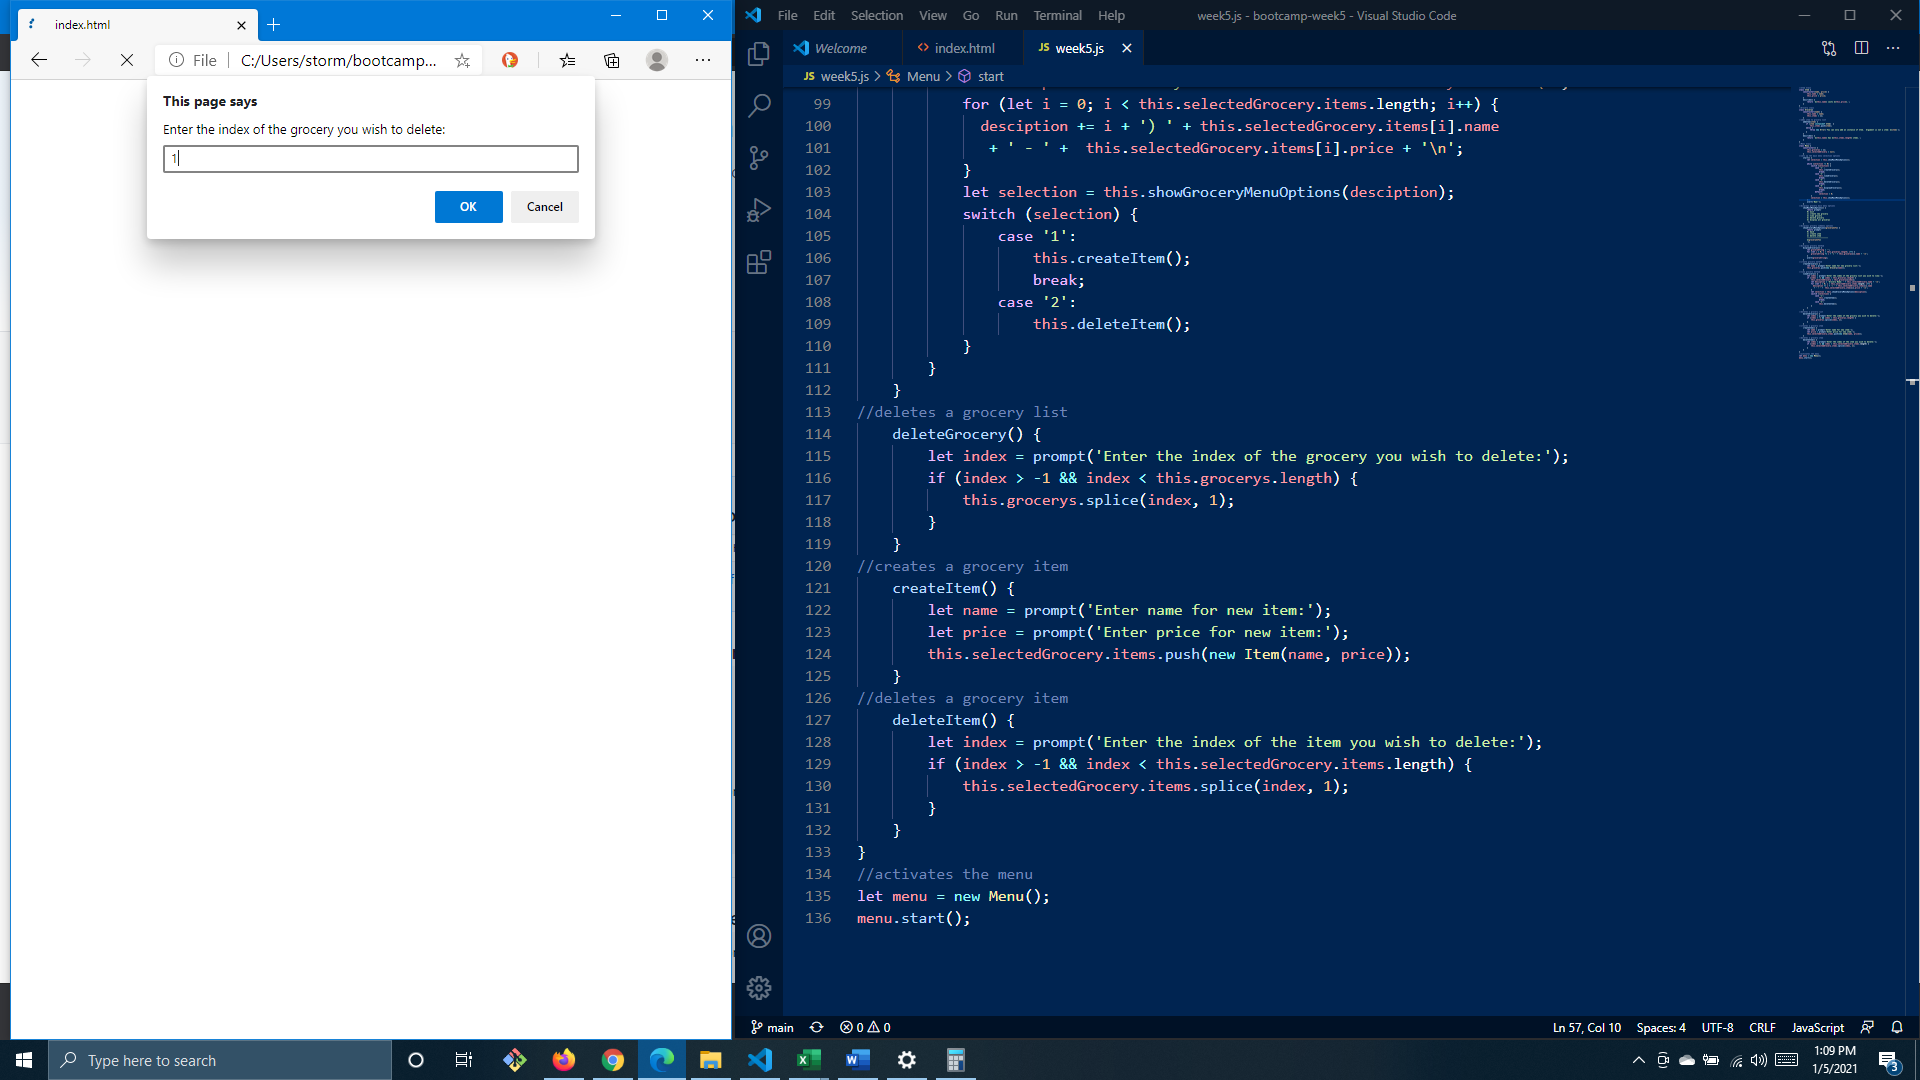 index.html
File
C:/Users/storm/bootcamp...
This page says
Enter the index of the grocery you wish to delete:
1
OK
Cancel
File Edit Selection View Go Run Terminal Help
week5.js - bootcamp-week5 - Visual Studio Code
Welcome
index.html
JS week5.js
JS week5.js > Menu > start
99 for (let i = 0; i < this.selectedGrocery.items.length; i++) {
100 desciption += i + ') ' + this.selectedGrocery.items[i].name
101 + ' - ' + this.selectedGrocery.items[i].price + '\n';
102 }
103 let selection = this.showGroceryMenuOptions(desciption);
104 switch (selection) {
105 case '1':
106 this.createItem();
107 break;
108 case '2':
109 this.deleteItem();
110 }
111 }
112 }
113 //deletes a grocery list
114 deleteGrocery() {
115 let index = prompt('Enter the index of the grocery you wish to delete:');
116 if (index > -1 && index < this.grocerys.length) {
117 this.grocerys.splice(index, 1);
118 }
119 }
120 //creates a grocery item
121 createItem() {
122 let name = prompt('Enter name for new item:');
123 let price = prompt('Enter price for new item:');
124 this.selectedGrocery.items.push(new Item(name, price));
125 }
126 //deletes a grocery item
127 deleteItem() {
128 let index = prompt('Enter the index of the item you wish to delete:');
129 if (index > -1 && index < this.selectedGrocery.items.length) {
130 this.selectedGrocery.items.splice(index, 1);
131 }
132 }
133 }
134 //activates the menu
135 let menu = new Menu();
136 menu.start();
main
0 0
Ln 57, Col 10
Spaces: 4
UTF-8
CRLF
JavaScript
Type here to search
1:09 PM
1/5/2021
3